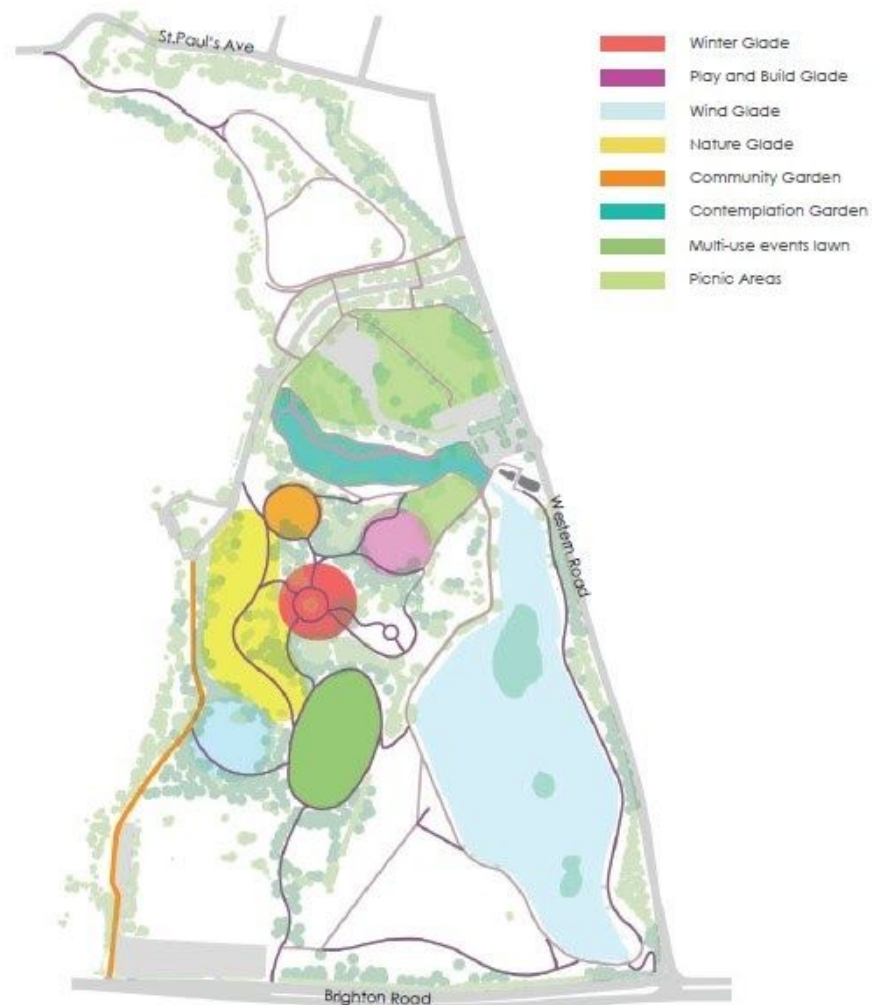 St.Paul's Ave
Winter Glade
Play and Build Glade
Wind Glade
Nature Glade
Community Garden
Contemplation Garden
Multi-use events lawn
Picnic Areas
Western Road
Brighton Road